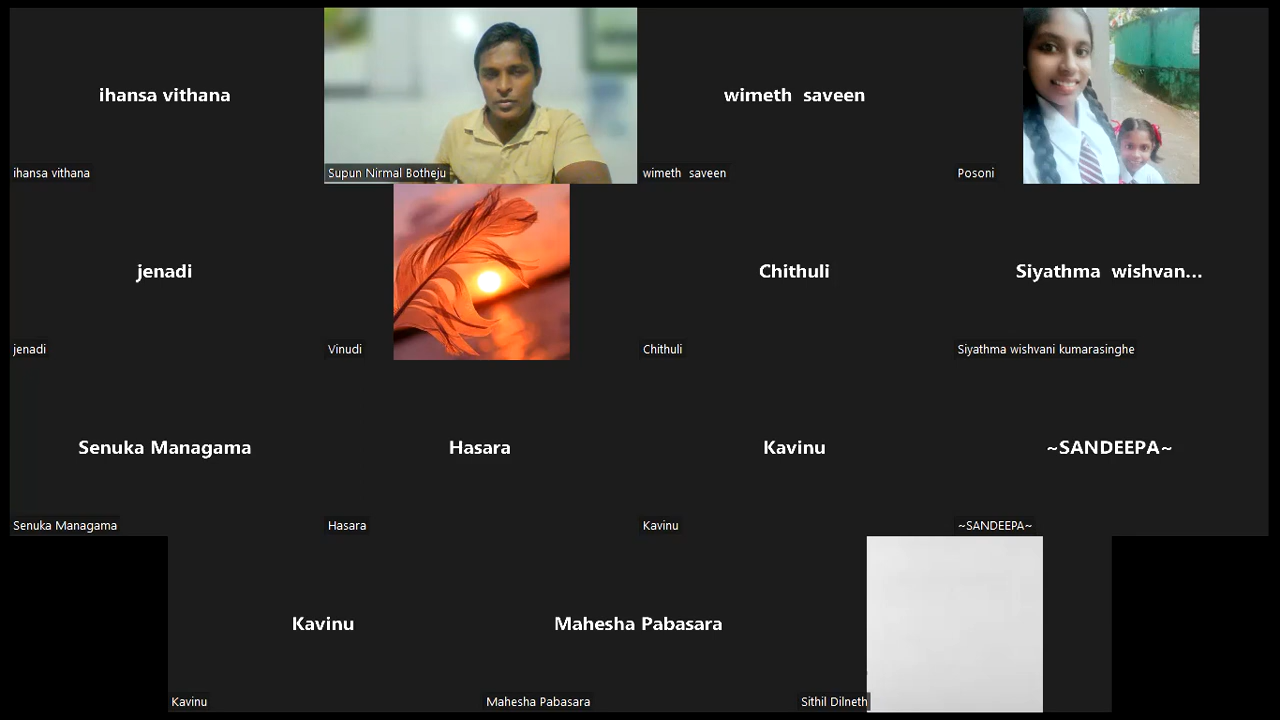 ihansa vithana
ihansa vithana
Supun Nirmal Botheju
wimeth saveen
wimeth saveen
Posoni
jenadi
jenadi
Vinudi
Chithuli
Chithuli
Siyathma wishvan...
Siyathma wishvani kumarasinghe
Senuka Managama
Senuka Managama
Hasara
Hasara
Kavinu
Kavinu
~SANDEEPA~
~SANDEEPA~
Kavinu
Kavinu
Mahesha Pabasara
Mahesha Pabasara
Sithil Dilneth